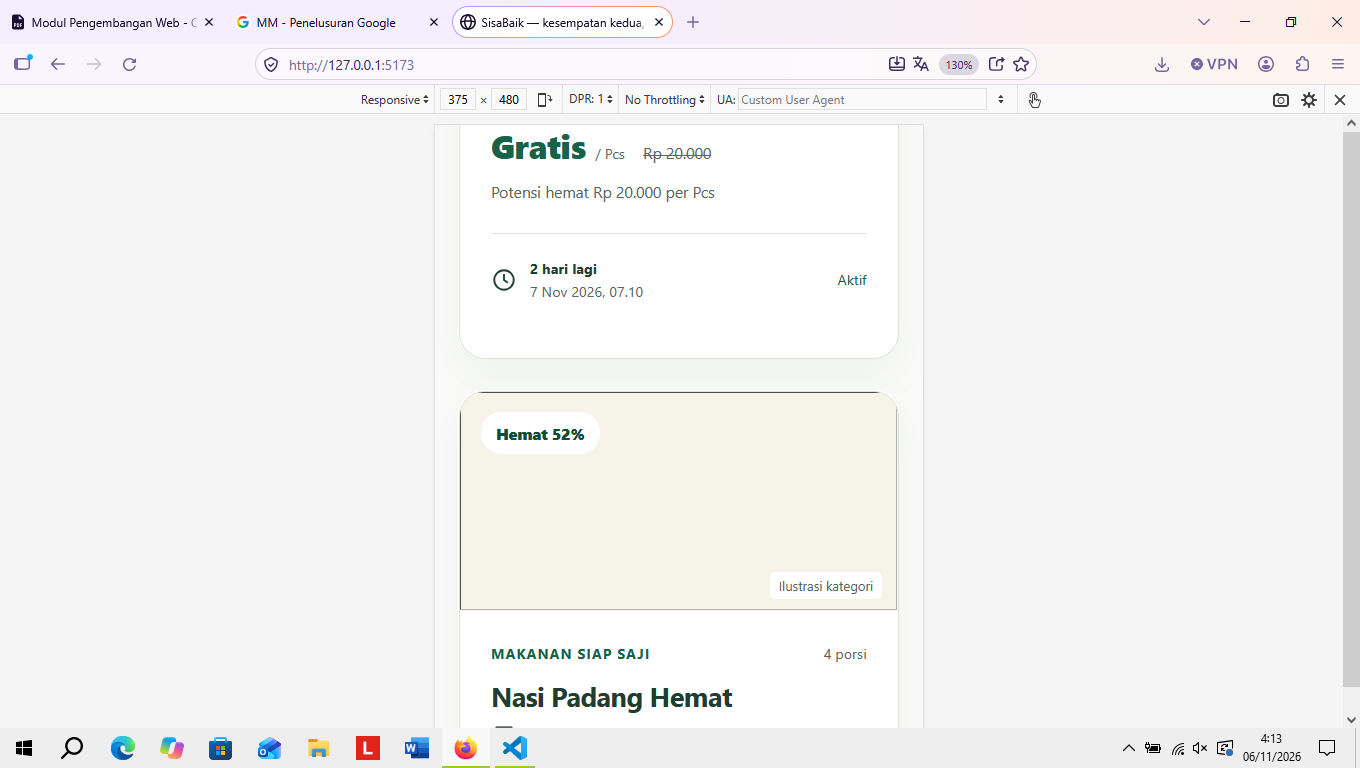 Modul Pengembangan Web - C
MM - Penelusuran Google
SisaBaik — kesempatan kedua,
http://127.0.0.1:5173
130%
VPN
Responsive
375 × 480
DPR: 1
No Throttling
UA: Custom User Agent
Gratis / Pcs Rp 20.000
Potensi hemat Rp 20.000 per Pcs
2 hari lagi
7 Nov 2026, 07.10
Aktif
Hemat 52%
Ilustrasi kategori
MAKANAN SIAP SAJI
4 porsi
Nasi Padang Hemat
L
W
4:13
06/11/2026